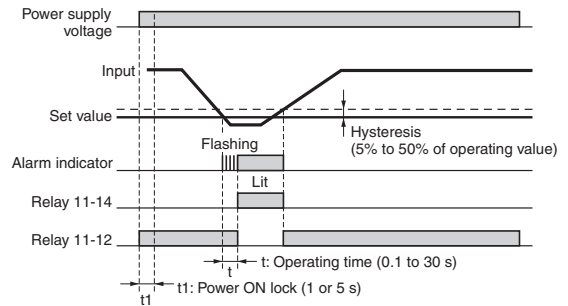 Power supply
voltage
Input
Set value
Hysteresis
(5% to 50% of operating value)
Flashing
Alarm indicator
Lit
Relay 11-14
Relay 11-12
t
t: Operating time (0.1 to 30 s)
t1
t1: Power ON lock (1 or 5 s)